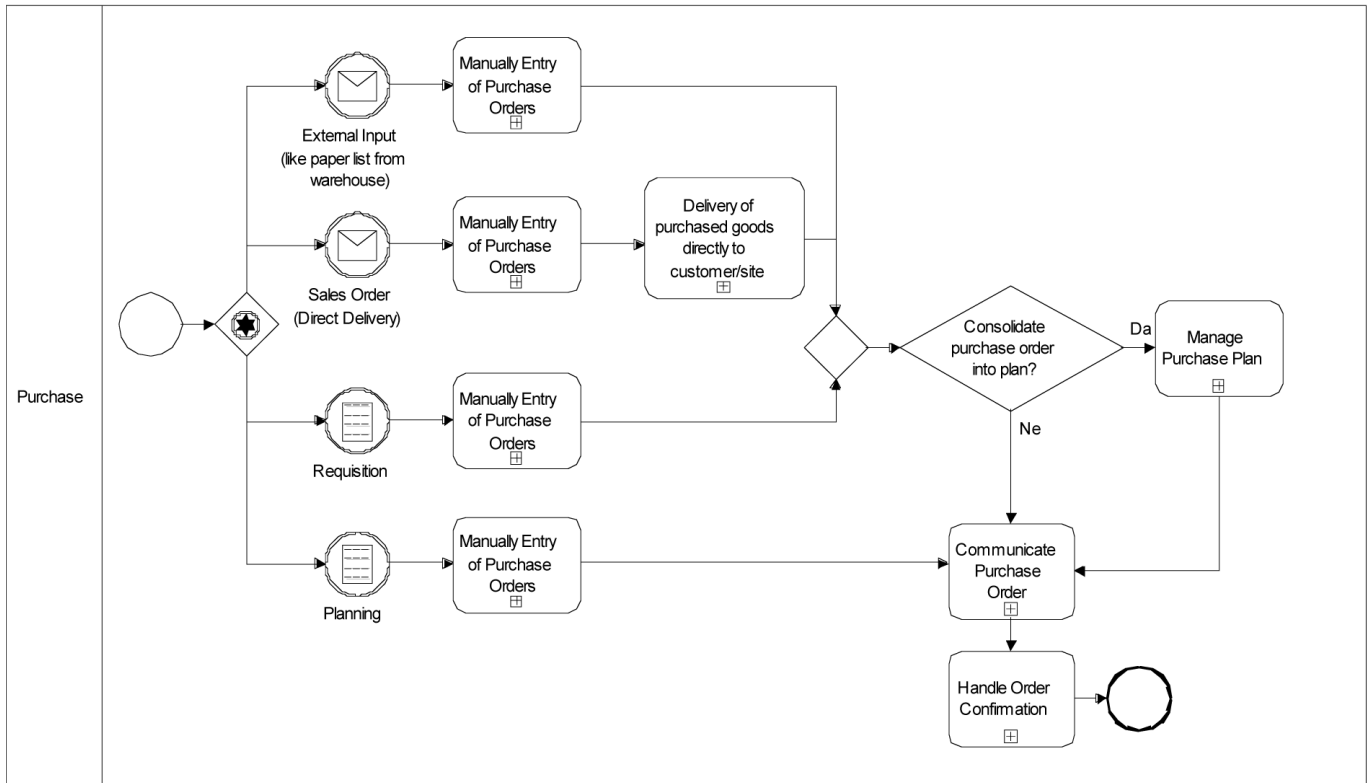 Purchase
External Input
(like paper list from
warehouse)
Manually Entry
of Purchase
Orders
Sales Order
(Direct Delivery)
Manually Entry
of Purchase
Orders
Delivery of
purchased goods
directly to
customer/site
Requisition
Manually Entry
of Purchase
Orders
Planning
Manually Entry
of Purchase
Orders
Consolidate
purchase order
into plan?
Da
Ne
Manage
Purchase Plan
Communicate
Purchase
Order
Handle Order
Confirmation